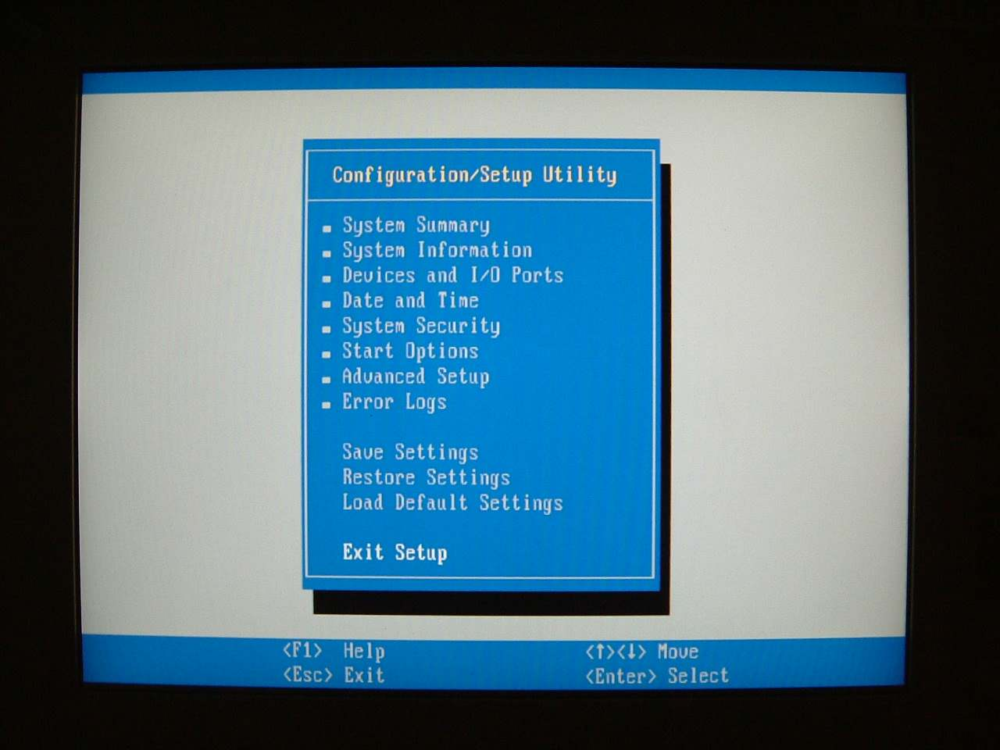 Configuration/Setup Utility
▪ System Summary
▪ System Information
▪ Devices and I/O Ports
▪ Date and Time
▪ System Security
▪ Start Options
▪ Advanced Setup
▪ Error Logs
Save Settings
Restore Settings
Load Default Settings
Exit Setup
<F1> Help
<↑><↓> Move
<Esc> Exit
<Enter> Select